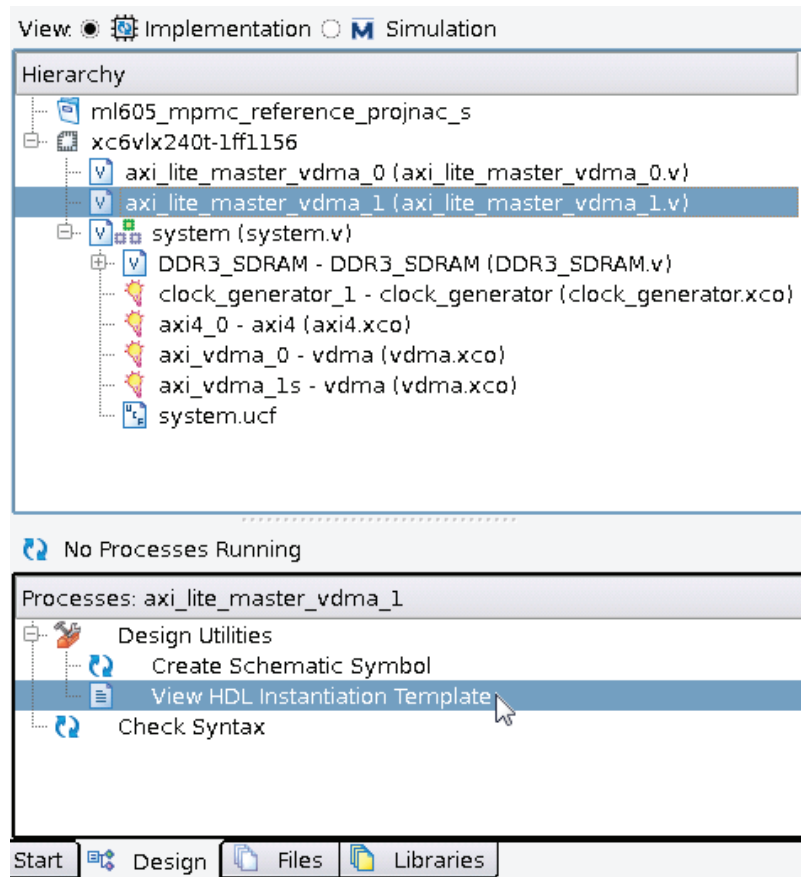 View: Implementation Simulation
Hierarchy
ml605_mpmc_reference_projnac_s
xc6vlx240t-1ff1156
axi_lite_master_vdma_0 (axi_lite_master_vdma_0.v)
axi_lite_master_vdma_1 (axi_lite_master_vdma_1.v)
system (system.v)
DDR3_SDRAM - DDR3_SDRAM (DDR3_SDRAM.v)
clock_generator_1 - clock_generator (clock_generator.xco)
axi4_0 - axi4 (axi4.xco)
axi_vdma_0 - vdma (vdma.xco)
axi_vdma_1s - vdma (vdma.xco)
system.ucf
No Processes Running
Processes: axi_lite_master_vdma_1
Design Utilities
Create Schematic Symbol
View HDL Instantiation Template
Check Syntax
Start Design Files Libraries